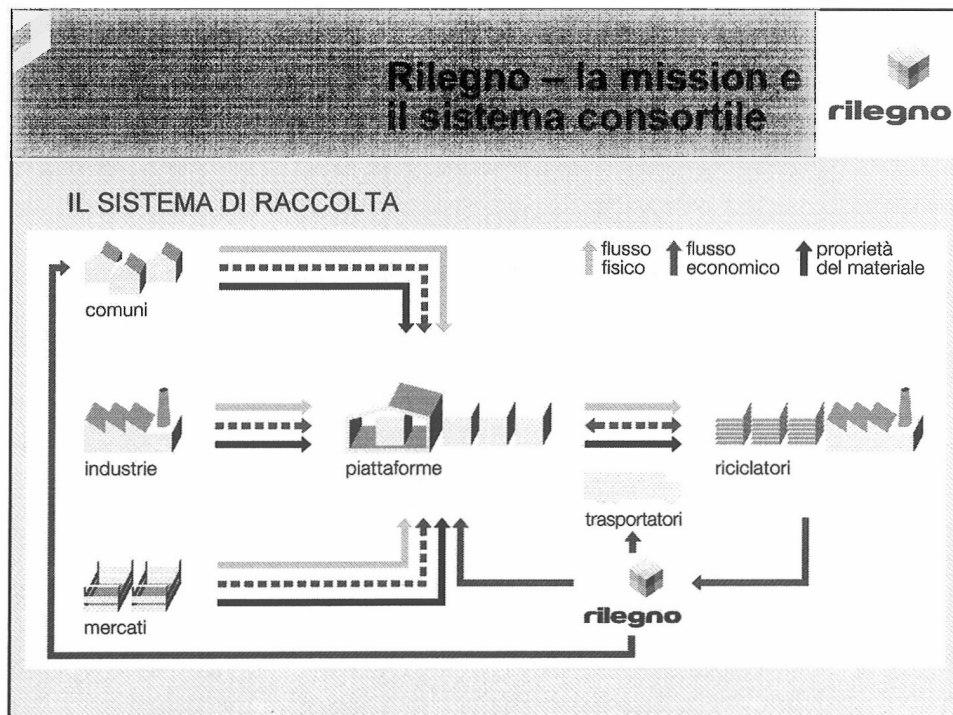 Rilegno – la mission e
il sistema consortile
rilegno
IL SISTEMA DI RACCOLTA
flusso
fisico
flusso
economico
proprietà
del materiale
comuni
industrie
piattaforme
riciclatori
trasportatori
mercati
rilegno